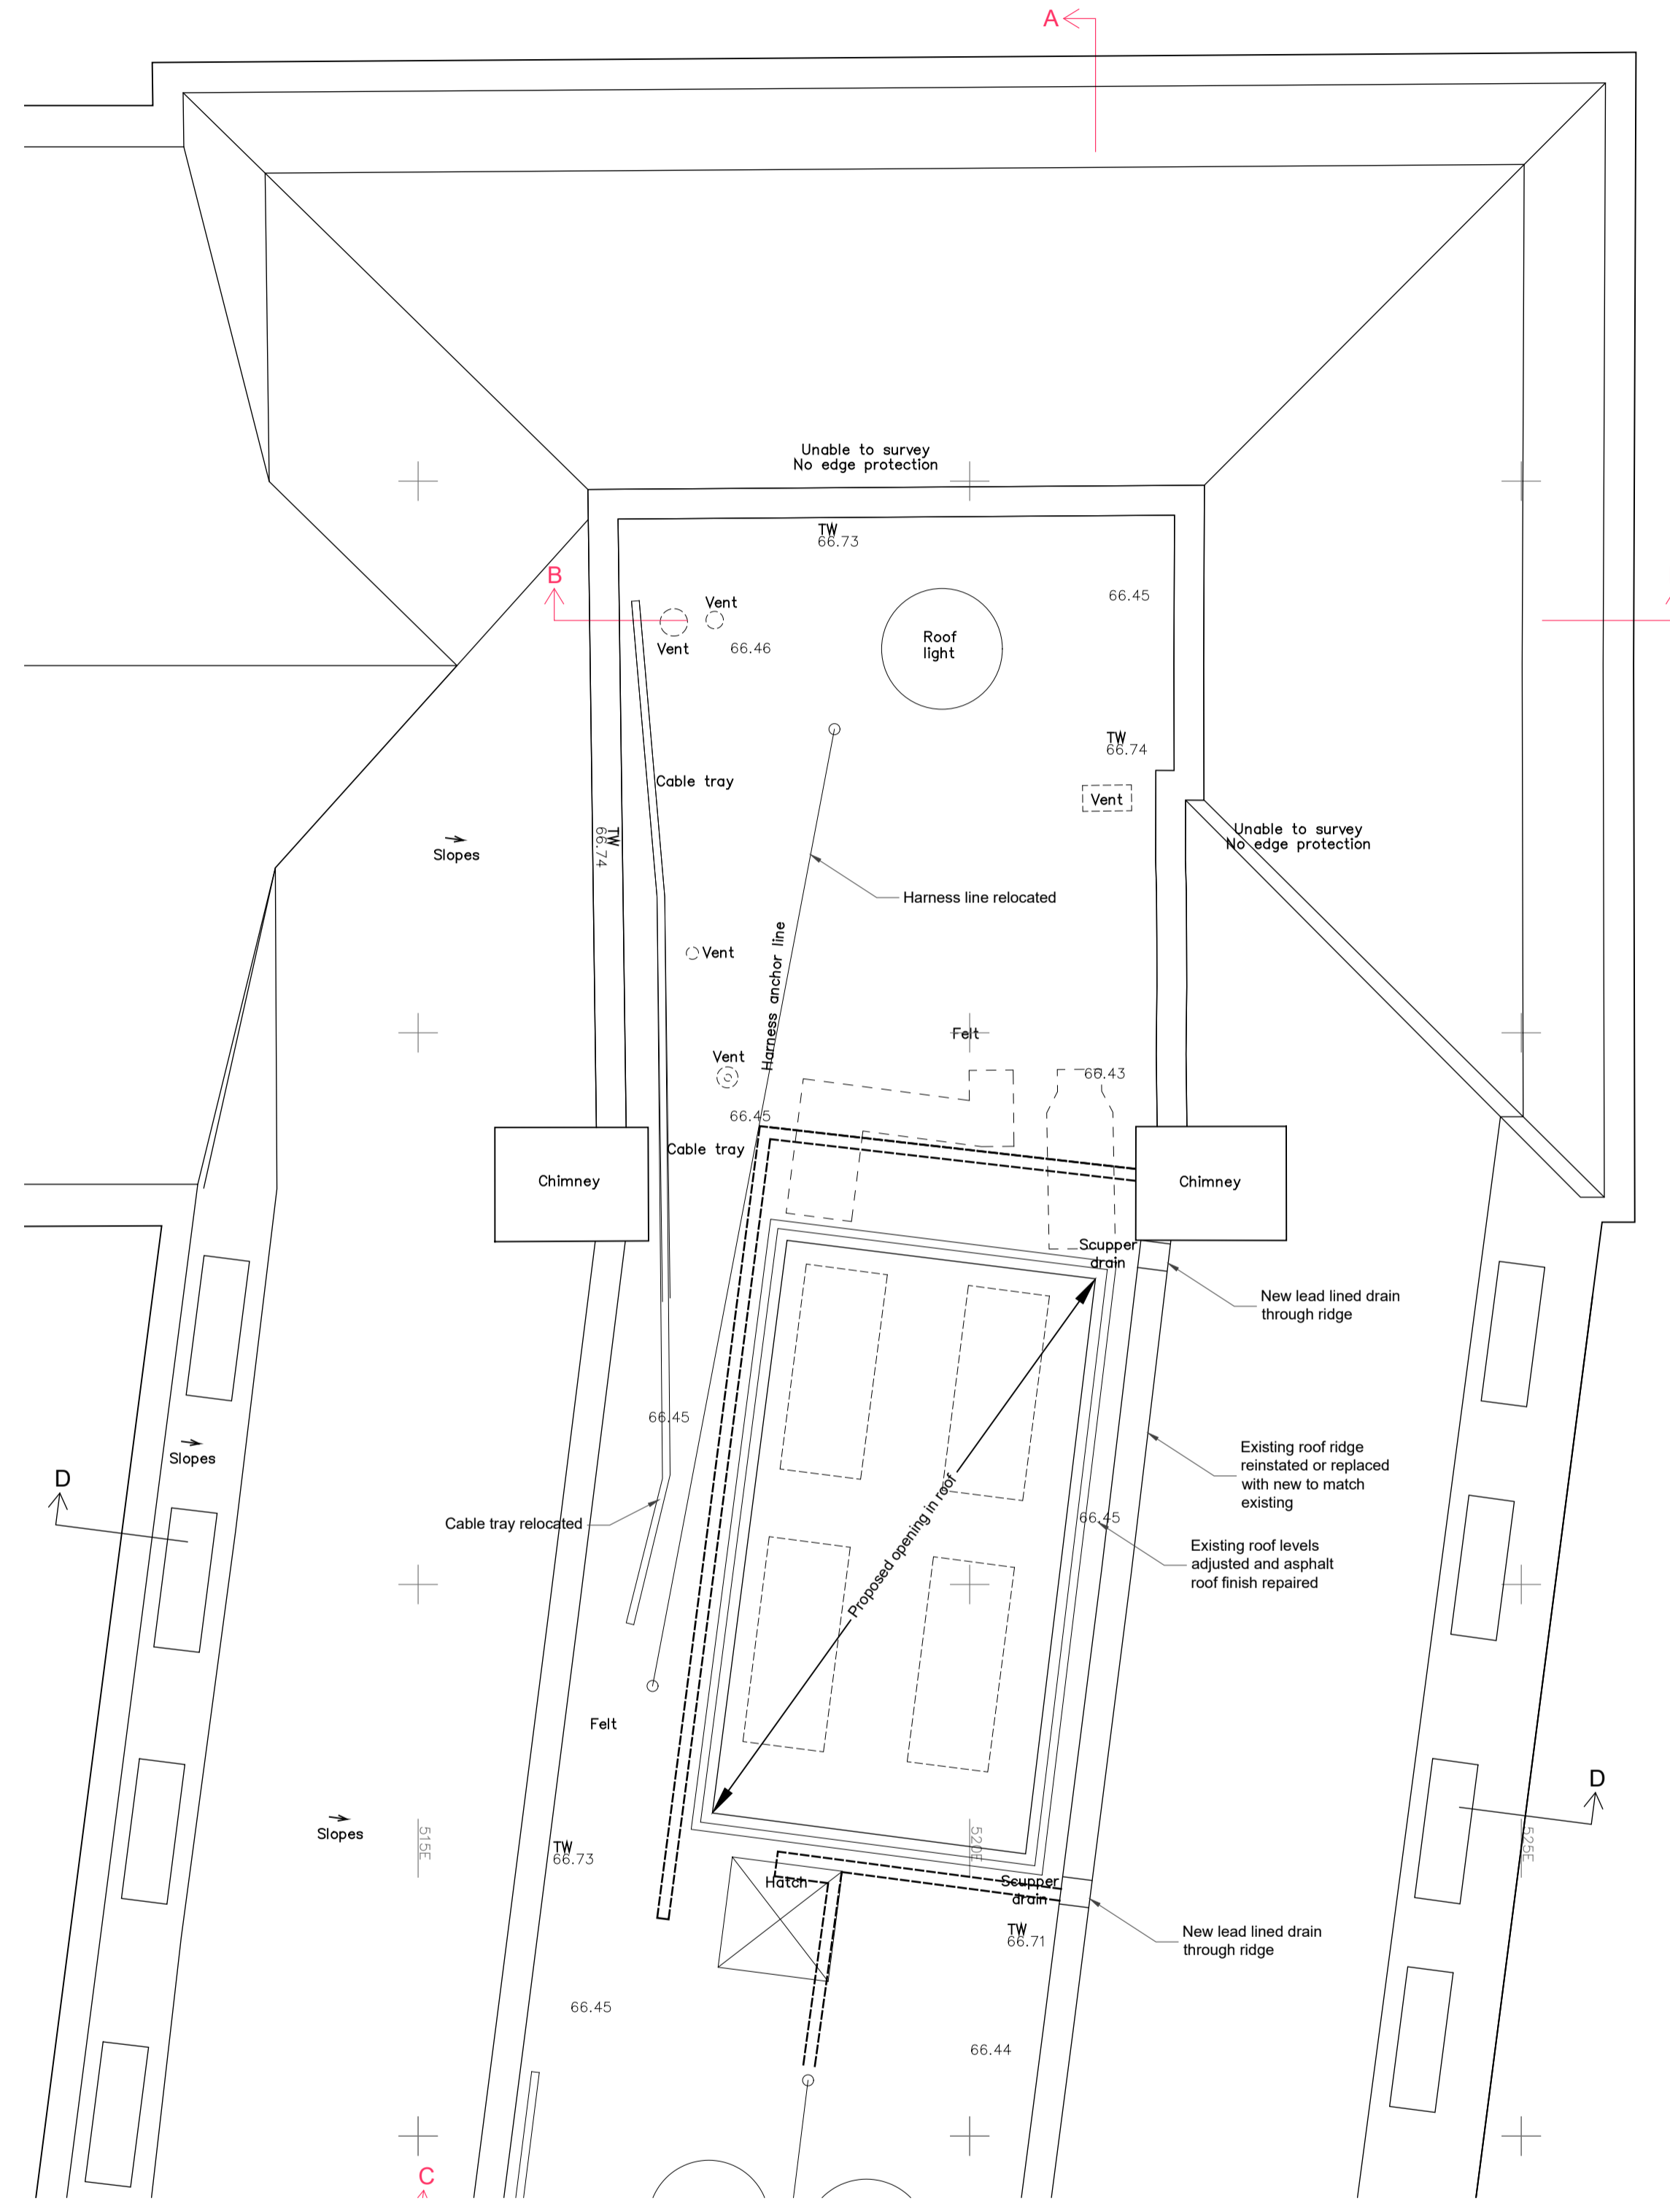 A
Unable to survey
No edge protection
TW
66.73
B
Vent
Vent
66.46
Roof
light
66.45
TW
66.74
Vent
Cable tray
TW
66.74
Slopes
Unable to survey
No edge protection
Harness line relocated
Harness anchor line
Vent
Felt
Vent
66.43
66.45
Cable tray
Chimney
Chimney
Scupper
drain
New lead lined drain
through ridge
66.45
Slopes
D
Existing roof ridge
reinstated or replaced
with new to match
existing
Cable tray relocated
Proposed opening in roof
66.45
Existing roof levels
adjusted and asphalt
roof finish repaired
Felt
D
Slopes
515E
520E
525E
TW
66.73
Hatch
Scupper
drain
TW
66.71
New lead lined drain
through ridge
66.45
66.44
C